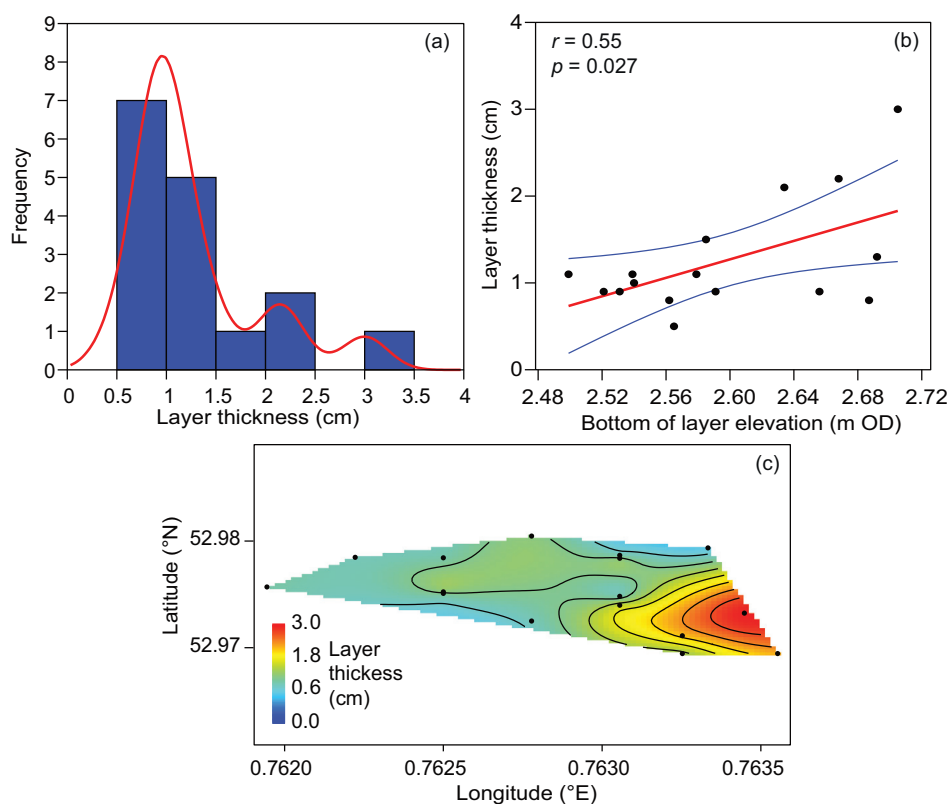 (a)
9
8
7
6
5
4
3
2
1
0
0 0.5 1 1.5 2 2.5 3 3.5 4
Frequency
Layer thickness (cm)
(b)
r = 0.55
p = 0.027
4
3
2
1
0
2.48 2.52 2.56 2.60 2.64 2.68 2.72
Layer thickness (cm)
Bottom of layer elevation (m OD)
(c)
52.98
52.97
Latitude (°N)
3.0
1.8
0.6
0.0
Layer
thickess
(cm)
0.7620 0.7625 0.7630 0.7635
Longitude (°E)